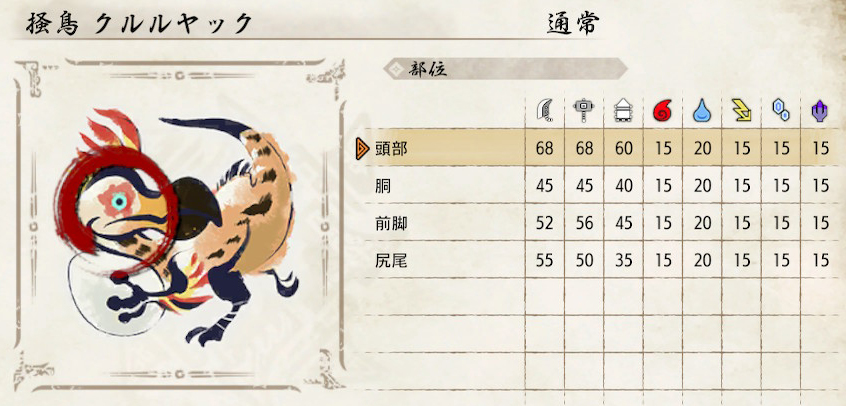 掻鳥 クルルヤック 通常
部位
頭部 68 68 60 15 20 15 15 15
胴 45 45 40 15 20 15 15 15
前脚 52 56 45 15 20 15 15 15
尻尾 55 50 35 15 20 15 15 15